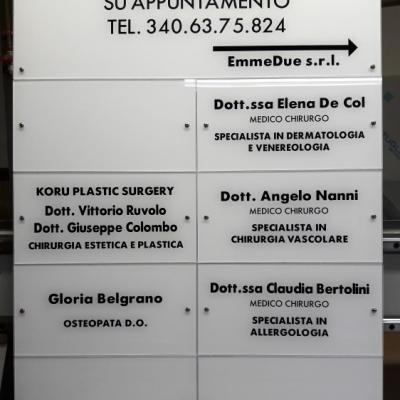 SU APPUNTAMENTO
TEL. 340.63.75.824
EmmeDue s.r.l.
Dott.ssa Elena De Col
MEDICO CHIRURGO
SPECIALISTA IN DERMATOLOGIA
E VENEREOLOGIA
KORU PLASTIC SURGERY
Dott. Vittorio Ruvolo
Dott. Giuseppe Colombo
CHIRURGIA ESTETICA E PLASTICA
Dott. Angelo Nanni
MEDICO CHIRURGO
SPECIALISTA IN
CHIRURGIA VASCOLARE
Gloria Belgrano
OSTEOPATA D.O.
Dott.ssa Claudia Bertolini
MEDICO CHIRURGO
SPECIALISTA IN
ALLERGOLOGIA